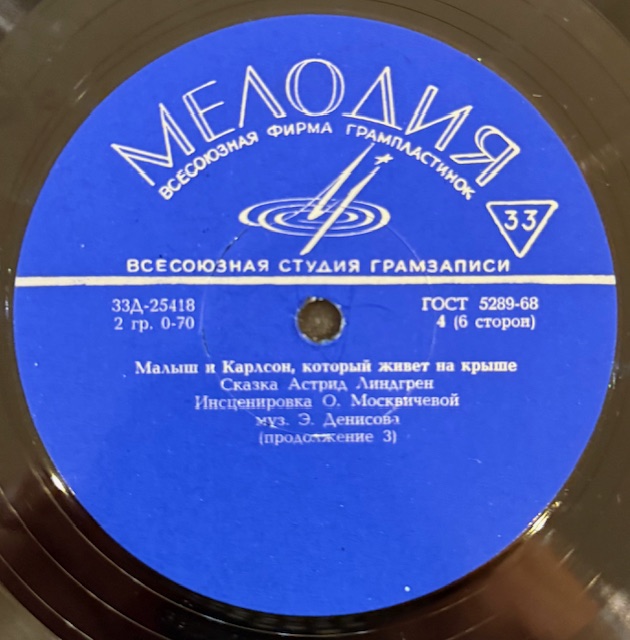 МЕЛОДИЯ
ВСЕСОЮЗНАЯ ФИРМА ГРАМПЛАСТИНОК
33
ВСЕСОЮЗНАЯ СТУДИЯ ГРАМЗАПИСИ
33Д-25418
ГОСТ 5289-68
2 гр. 0-70
4 (6 сторон)
Малыш и Карлсон, который живет на крыше
Сказка Астрид Линдгрен
Инсценировка О. Москвичевой
муз. Э. Денисова
(продолжение 3)